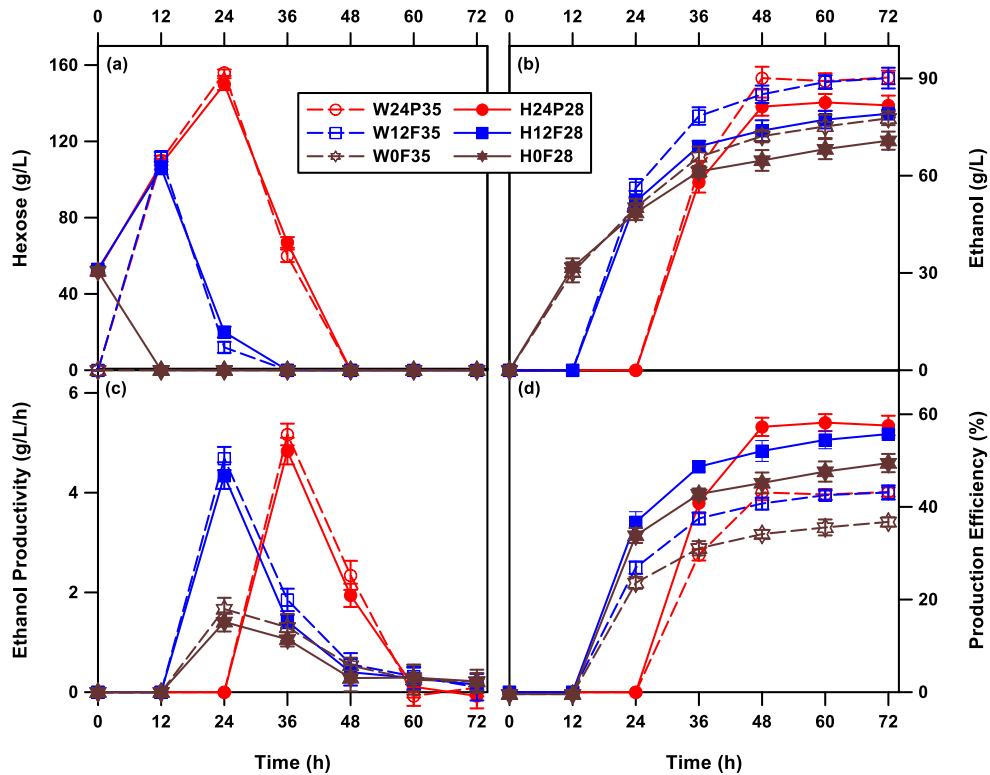 0 12 24 36 48 60 72 0 12 24 36 48 60 72
(a) (b)
160
120
80
40
0
Hexose (g/L)
90
60
30
0
Ethanol (g/L)
W24P35 H24P28
W12F35 H12F28
W0F35 H0F28
(c) (d)
6
4
2
0
Ethanol Productivity (g/L/h)
60
40
20
0
Production Efficiency (%)
0 12 24 36 48 60 72 0 12 24 36 48 60 72
Time (h) Time (h)